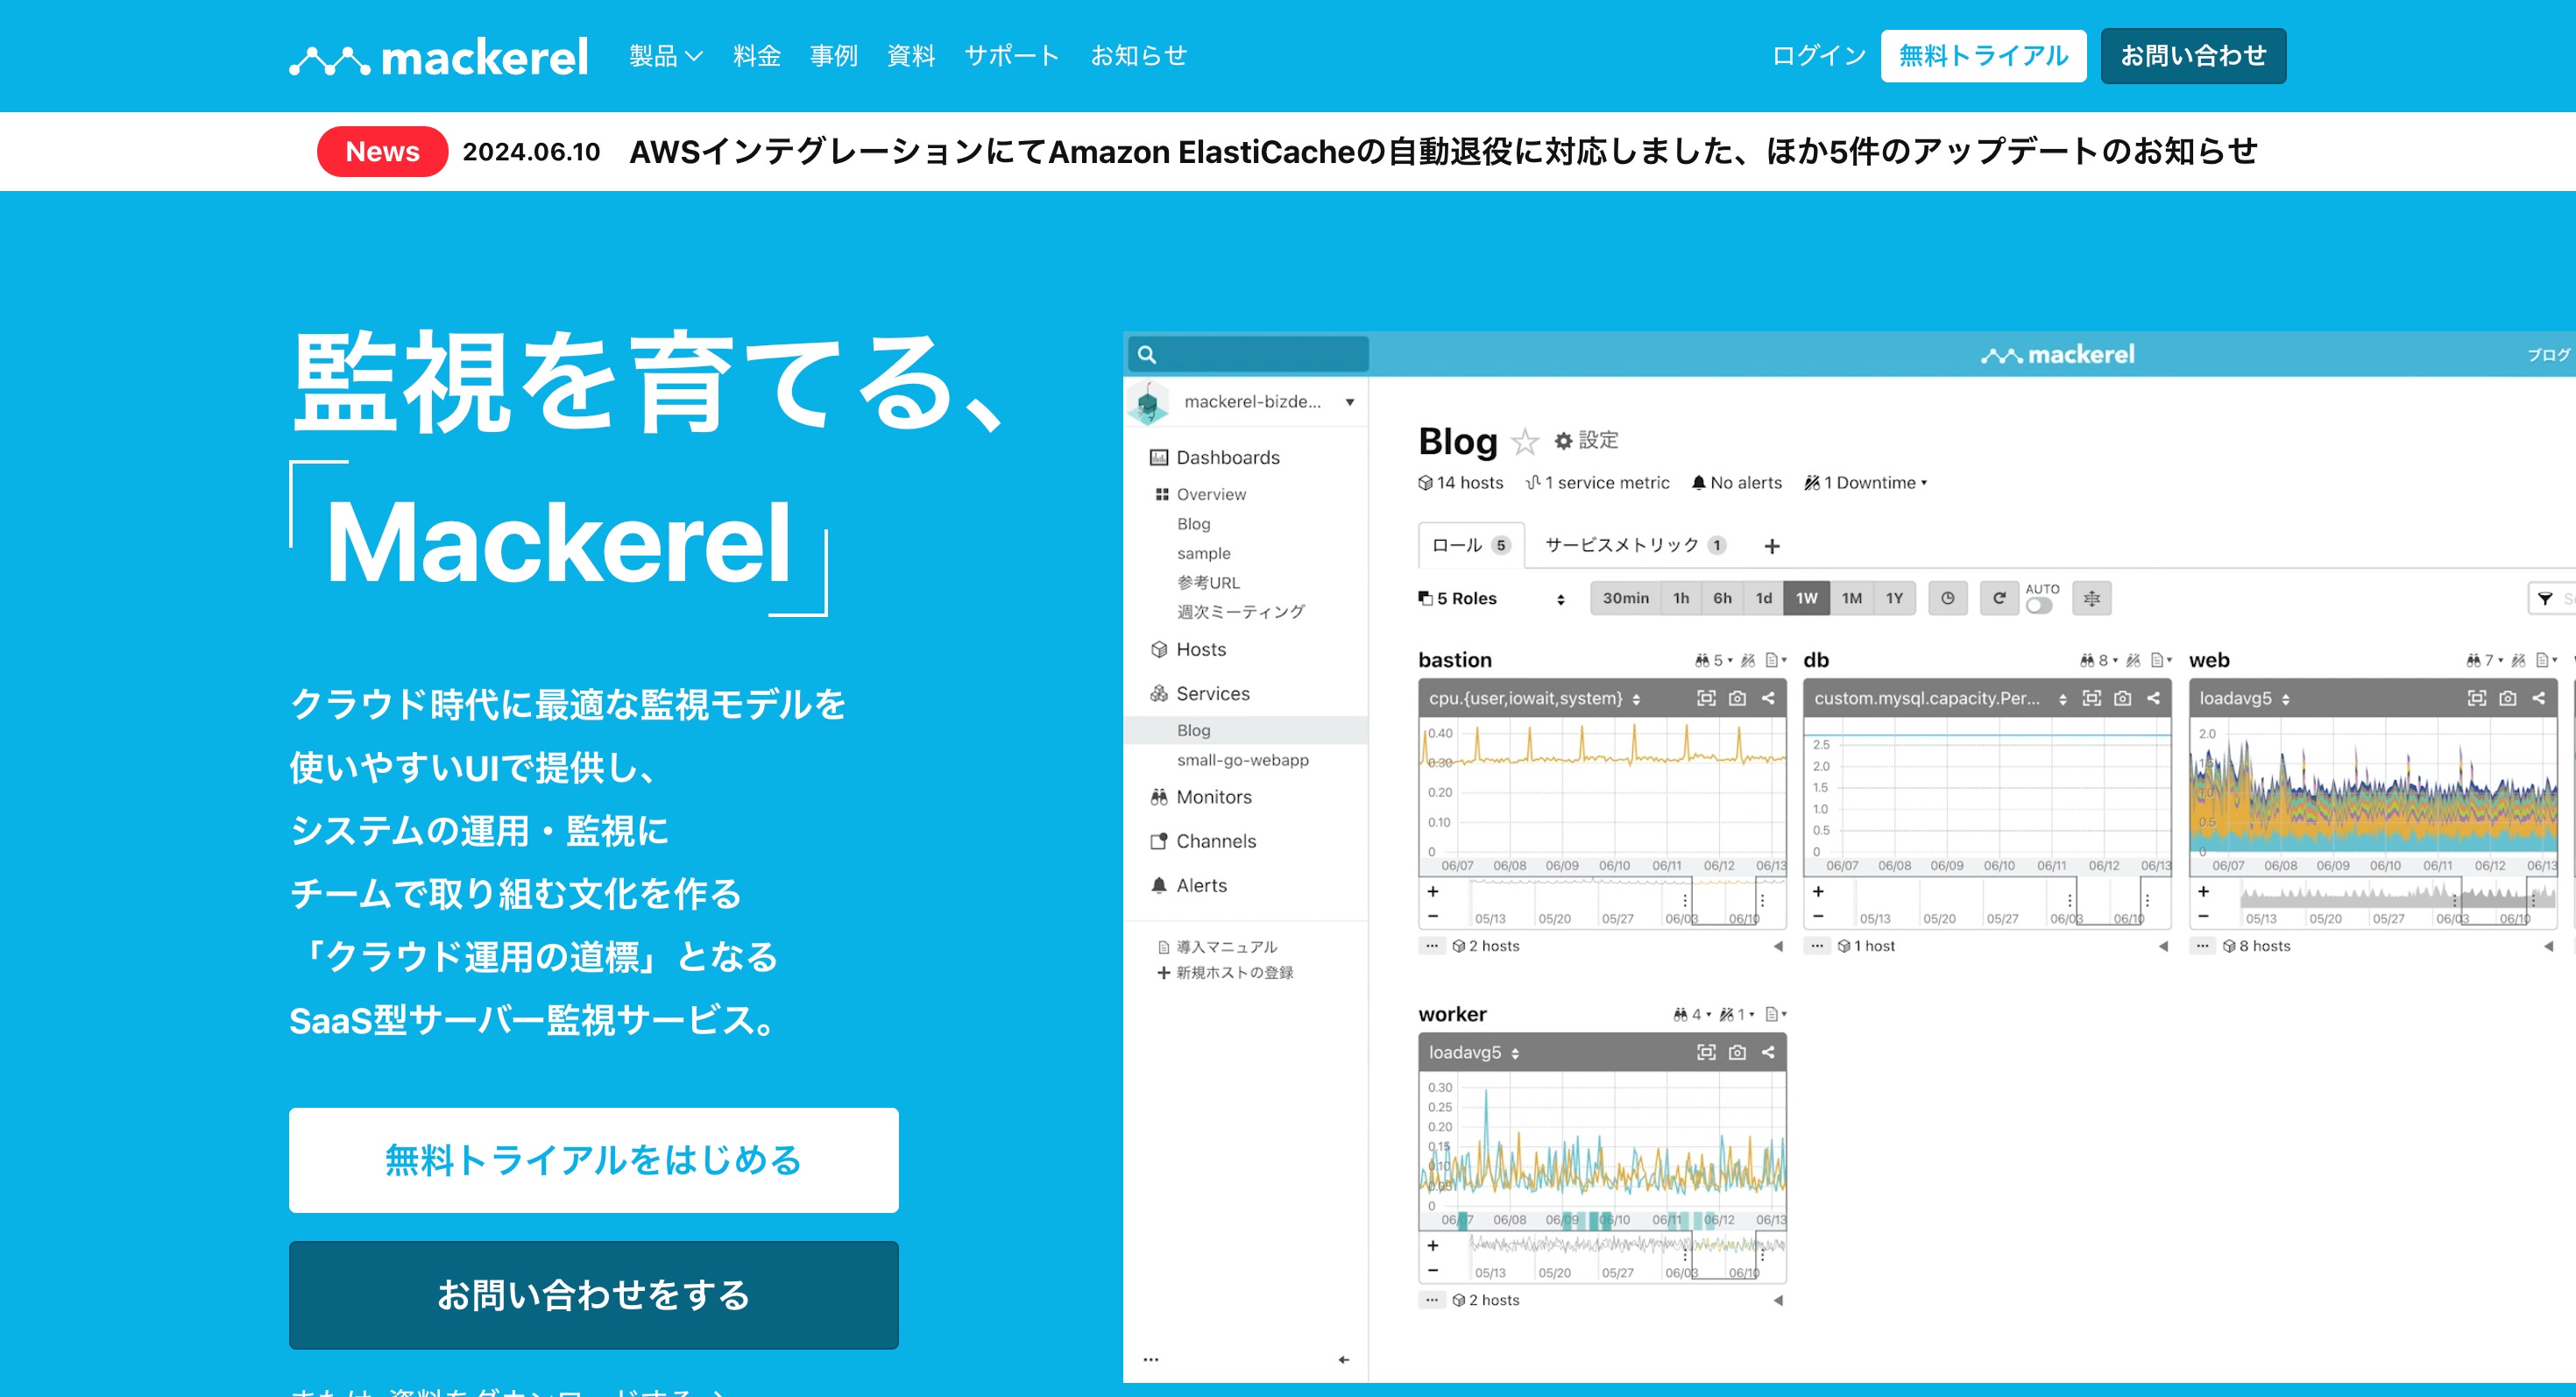 mackerel 製品 料金 事例 資料 サポート お知らせ ログイン 無料トライアル お問い合わせ
News 2024.06.10 AWSインテグレーションにてAmazon ElastiCacheの自動退役に対応しました、ほか5件のアップデートのお知らせ
監視を育てる、
「Mackerel」
クラウド時代に最適な監視モデルを
使いやすいUIで提供し、
システムの運用・監視に
チームで取り組む文化を作る
「クラウド運用の道標」となる
SaaS型サーバー監視サービス。
無料トライアルをはじめる
お問い合わせをする
mackerel ブログ
mackerel-bizde...
Dashboards
Overview
Blog
sample
参考URL
週次ミーティング
Hosts
Services
Blog
small-go-webapp
Monitors
Channels
Alerts
導入マニュアル
新規ホストの登録
Blog 設定
14 hosts 1 service metric No alerts 1 Downtime
ロール 5 サービスメトリック 1 +
5 Roles 30min 1h 6h 1d 1W 1M 1Y AUTO
bastion 5
cpu.{user,iowait,system}
0.40
0.30
0.20
0.10
0
06/07 06/08 06/09 06/10 06/11 06/12 06/13
05/13 05/20 05/27 06/03 06/10
2 hosts
db 8
custom.mysql.capacity.Per...
2.5
2.0
1.5
1.0
0.5
0
06/07 06/08 06/09 06/10 06/11 06/12 06/13
05/13 05/20 05/27 06/03 06/10
1 host
web 7
loadavg5
2.0
1.5
1.0
0.5
0
06/07 06/08 06/09 06/10 06/11 06/12 06/13
05/13 05/20 05/27 06/03 06/10
8 hosts
worker 4 1
loadavg5
0.30
0.25
0.20
0.15
0.10
0.05
0
06/07 06/08 06/09 06/10 06/11 06/12 06/13
05/13 05/20 05/27 06/03 06/10
2 hosts